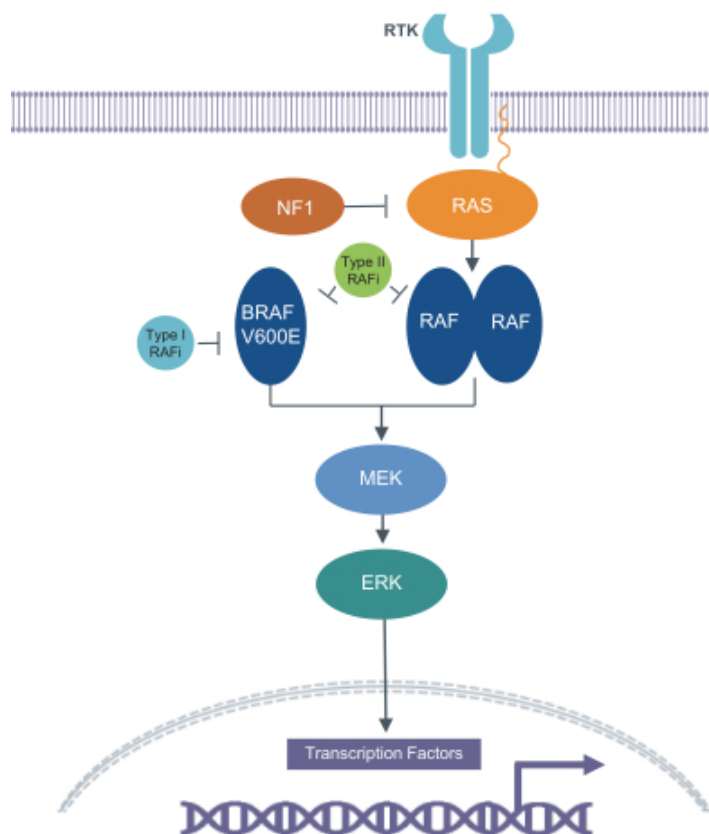 RTK
NF1
RAS
Type II
RAFi
BRAF
V600E
RAF
RAF
Type I
RAFi
MEK
ERK
Transcription Factors